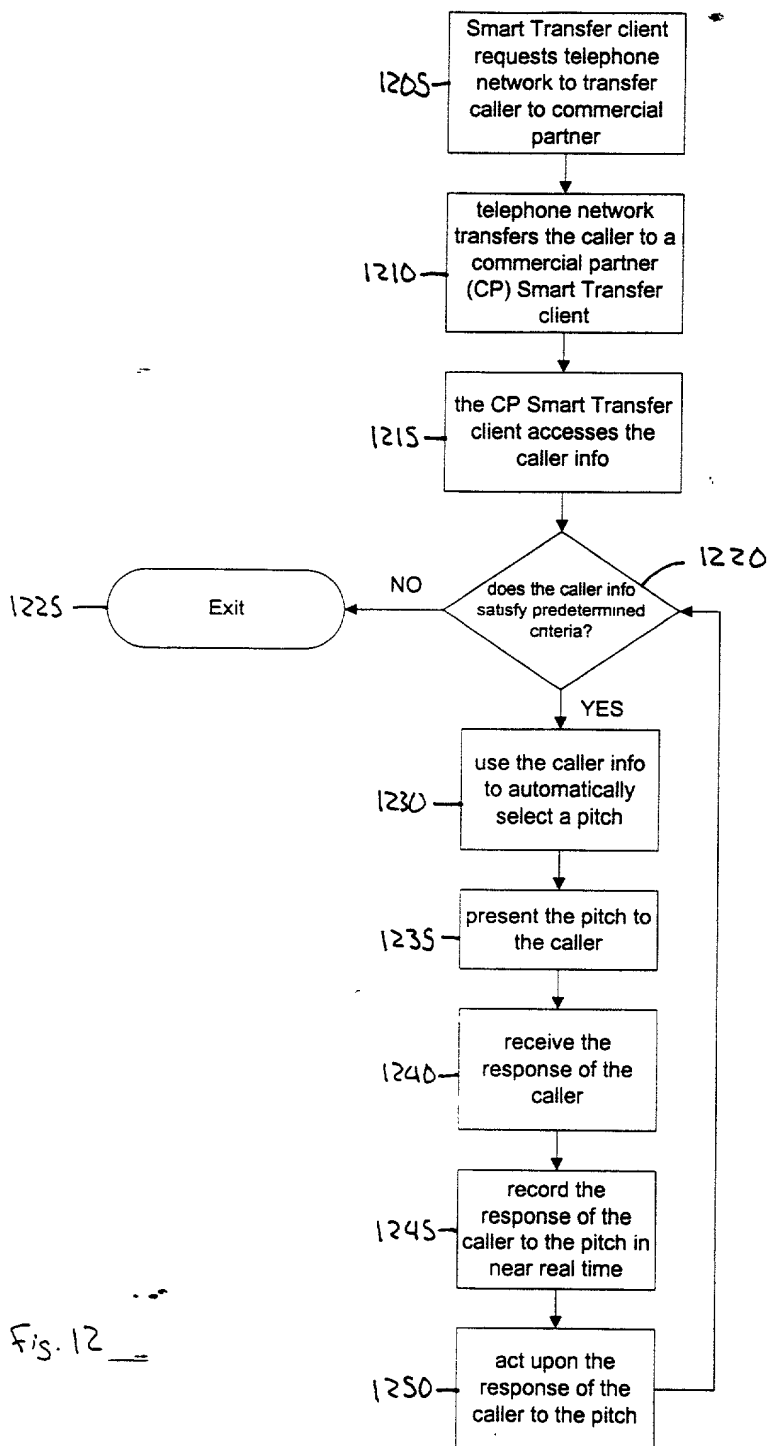 Smart Transfer client
requests telephone
network to transfer
caller to commercial
partner
1205
telephone network
transfers the caller to a
commercial partner
(CP) Smart Transfer
client
1210
the CP Smart Transfer
client accesses the
caller info
1215
does the caller info
satisfy predetermined
criteria?
1220
NO
Exit
1225
YES
use the caller info
to automatically
select a pitch
1230
present the pitch to
the caller
1235
receive the
response of the
caller
1240
record the
response of the
caller to the pitch in
near real time
1245
act upon the
response of the
caller to the pitch
1250
Fig. 12